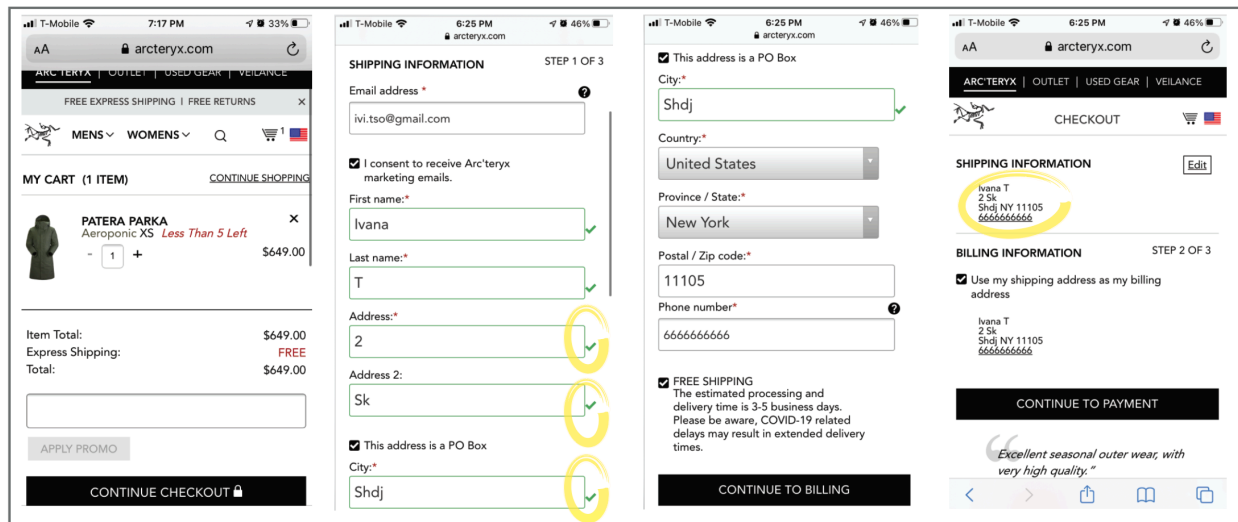 T-Mobile 7:17 PM 33%
AA arcteryx.com
ARC'TERYX | OUTLET | USED GEAR | VEILANCE
FREE EXPRESS SHIPPING | FREE RETURNS ×
MENS WOMENS 1
MY CART (1 ITEM) CONTINUE SHOPPING
PATERA PARKA ×
Aeroponic XS Less Than 5 Left
- 1 + $649.00
Item Total: $649.00
Express Shipping: FREE
Total: $649.00
APPLY PROMO
CONTINUE CHECKOUT
T-Mobile 6:25 PM 46%
arcteryx.com
SHIPPING INFORMATION STEP 1 OF 3
Email address * ?
ivi.tso@gmail.com
I consent to receive Arc'teryx
marketing emails.
First name:*
Ivana
Last name:*
T
Address:*
2
Address 2:
Sk
This address is a PO Box
City:*
Shdj
T-Mobile 6:25 PM 46%
arcteryx.com
This address is a PO Box
City:*
Shdj
Country:*
United States
Province / State:*
New York
Postal / Zip code:*
11105
Phone number* ?
6666666666
FREE SHIPPING
The estimated processing and
delivery time is 3-5 business days.
Please be aware, COVID-19 related
delays may result in extended delivery
times.
CONTINUE TO BILLING
T-Mobile 6:25 PM 46%
AA arcteryx.com
ARC'TERYX | OUTLET | USED GEAR | VEILANCE
CHECKOUT
SHIPPING INFORMATION Edit
Ivana T
2 Sk
Shdj NY 11105
6666666666
BILLING INFORMATION STEP 2 OF 3
Use my shipping address as my billing
address
Ivana T
2 Sk
Shdj NY 11105
6666666666
CONTINUE TO PAYMENT
“Excellent seasonal outer wear, with
very high quality.”